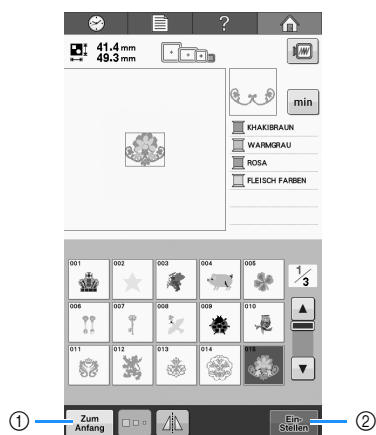 ?
41.4 mm
49.3 mm
min
KHAKIBRAUN
WARMGRAU
ROSA
FLEISCH FARBEN
001 002 003 004 005
1/3
006 007 008 009 010
011 012 013 014 015
① Zum Anfang
Ein-Stellen ②